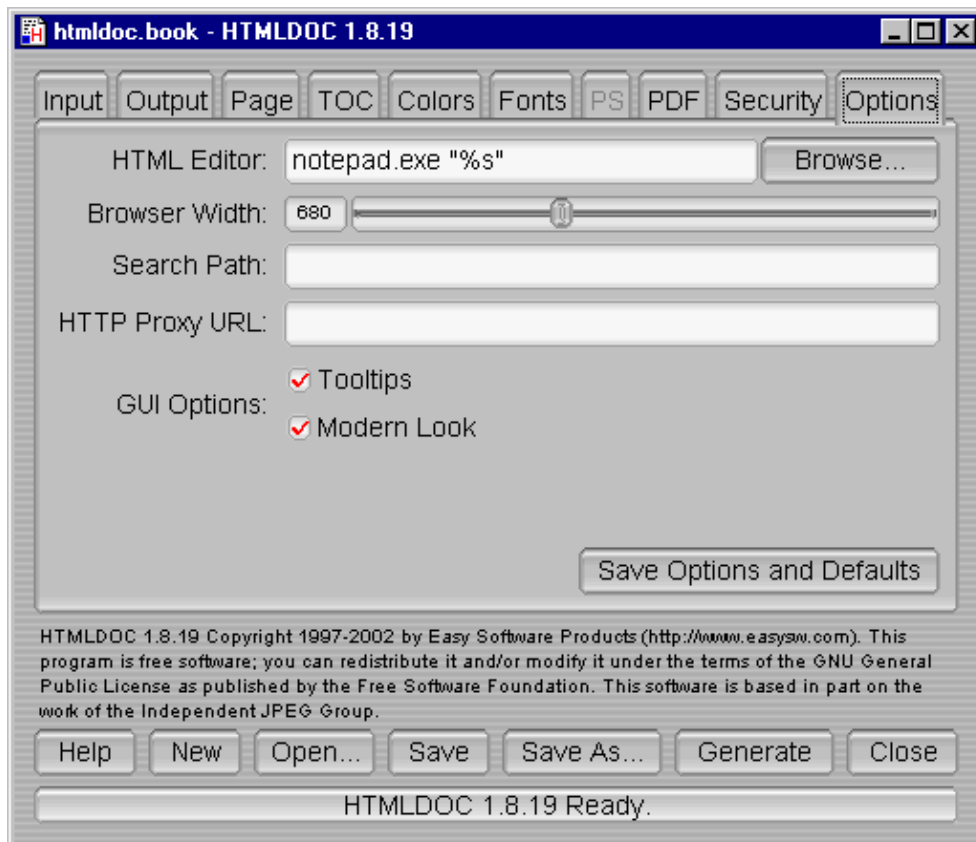 htmldoc.book - HTMLDOC 1.8.19
Input Output Page TOC Colors Fonts PS PDF Security Options
HTML Editor: notepad.exe "%s" Browse...
Browser Width: 680
Search Path:
HTTP Proxy URL:
Tooltips
GUI Options:
Modern Look
Save Options and Defaults
HTMLDOC 1.8.19 Copyright 1997-2002 by Easy Software Products (http://www.easysw.com). This
program is free software; you can redistribute it and/or modify it under the terms of the GNU General
Public License as published by the Free Software Foundation. This software is based in part on the
work of the Independent JPEG Group.
Help New Open... Save Save As... Generate Close
HTMLDOC 1.8.19 Ready.